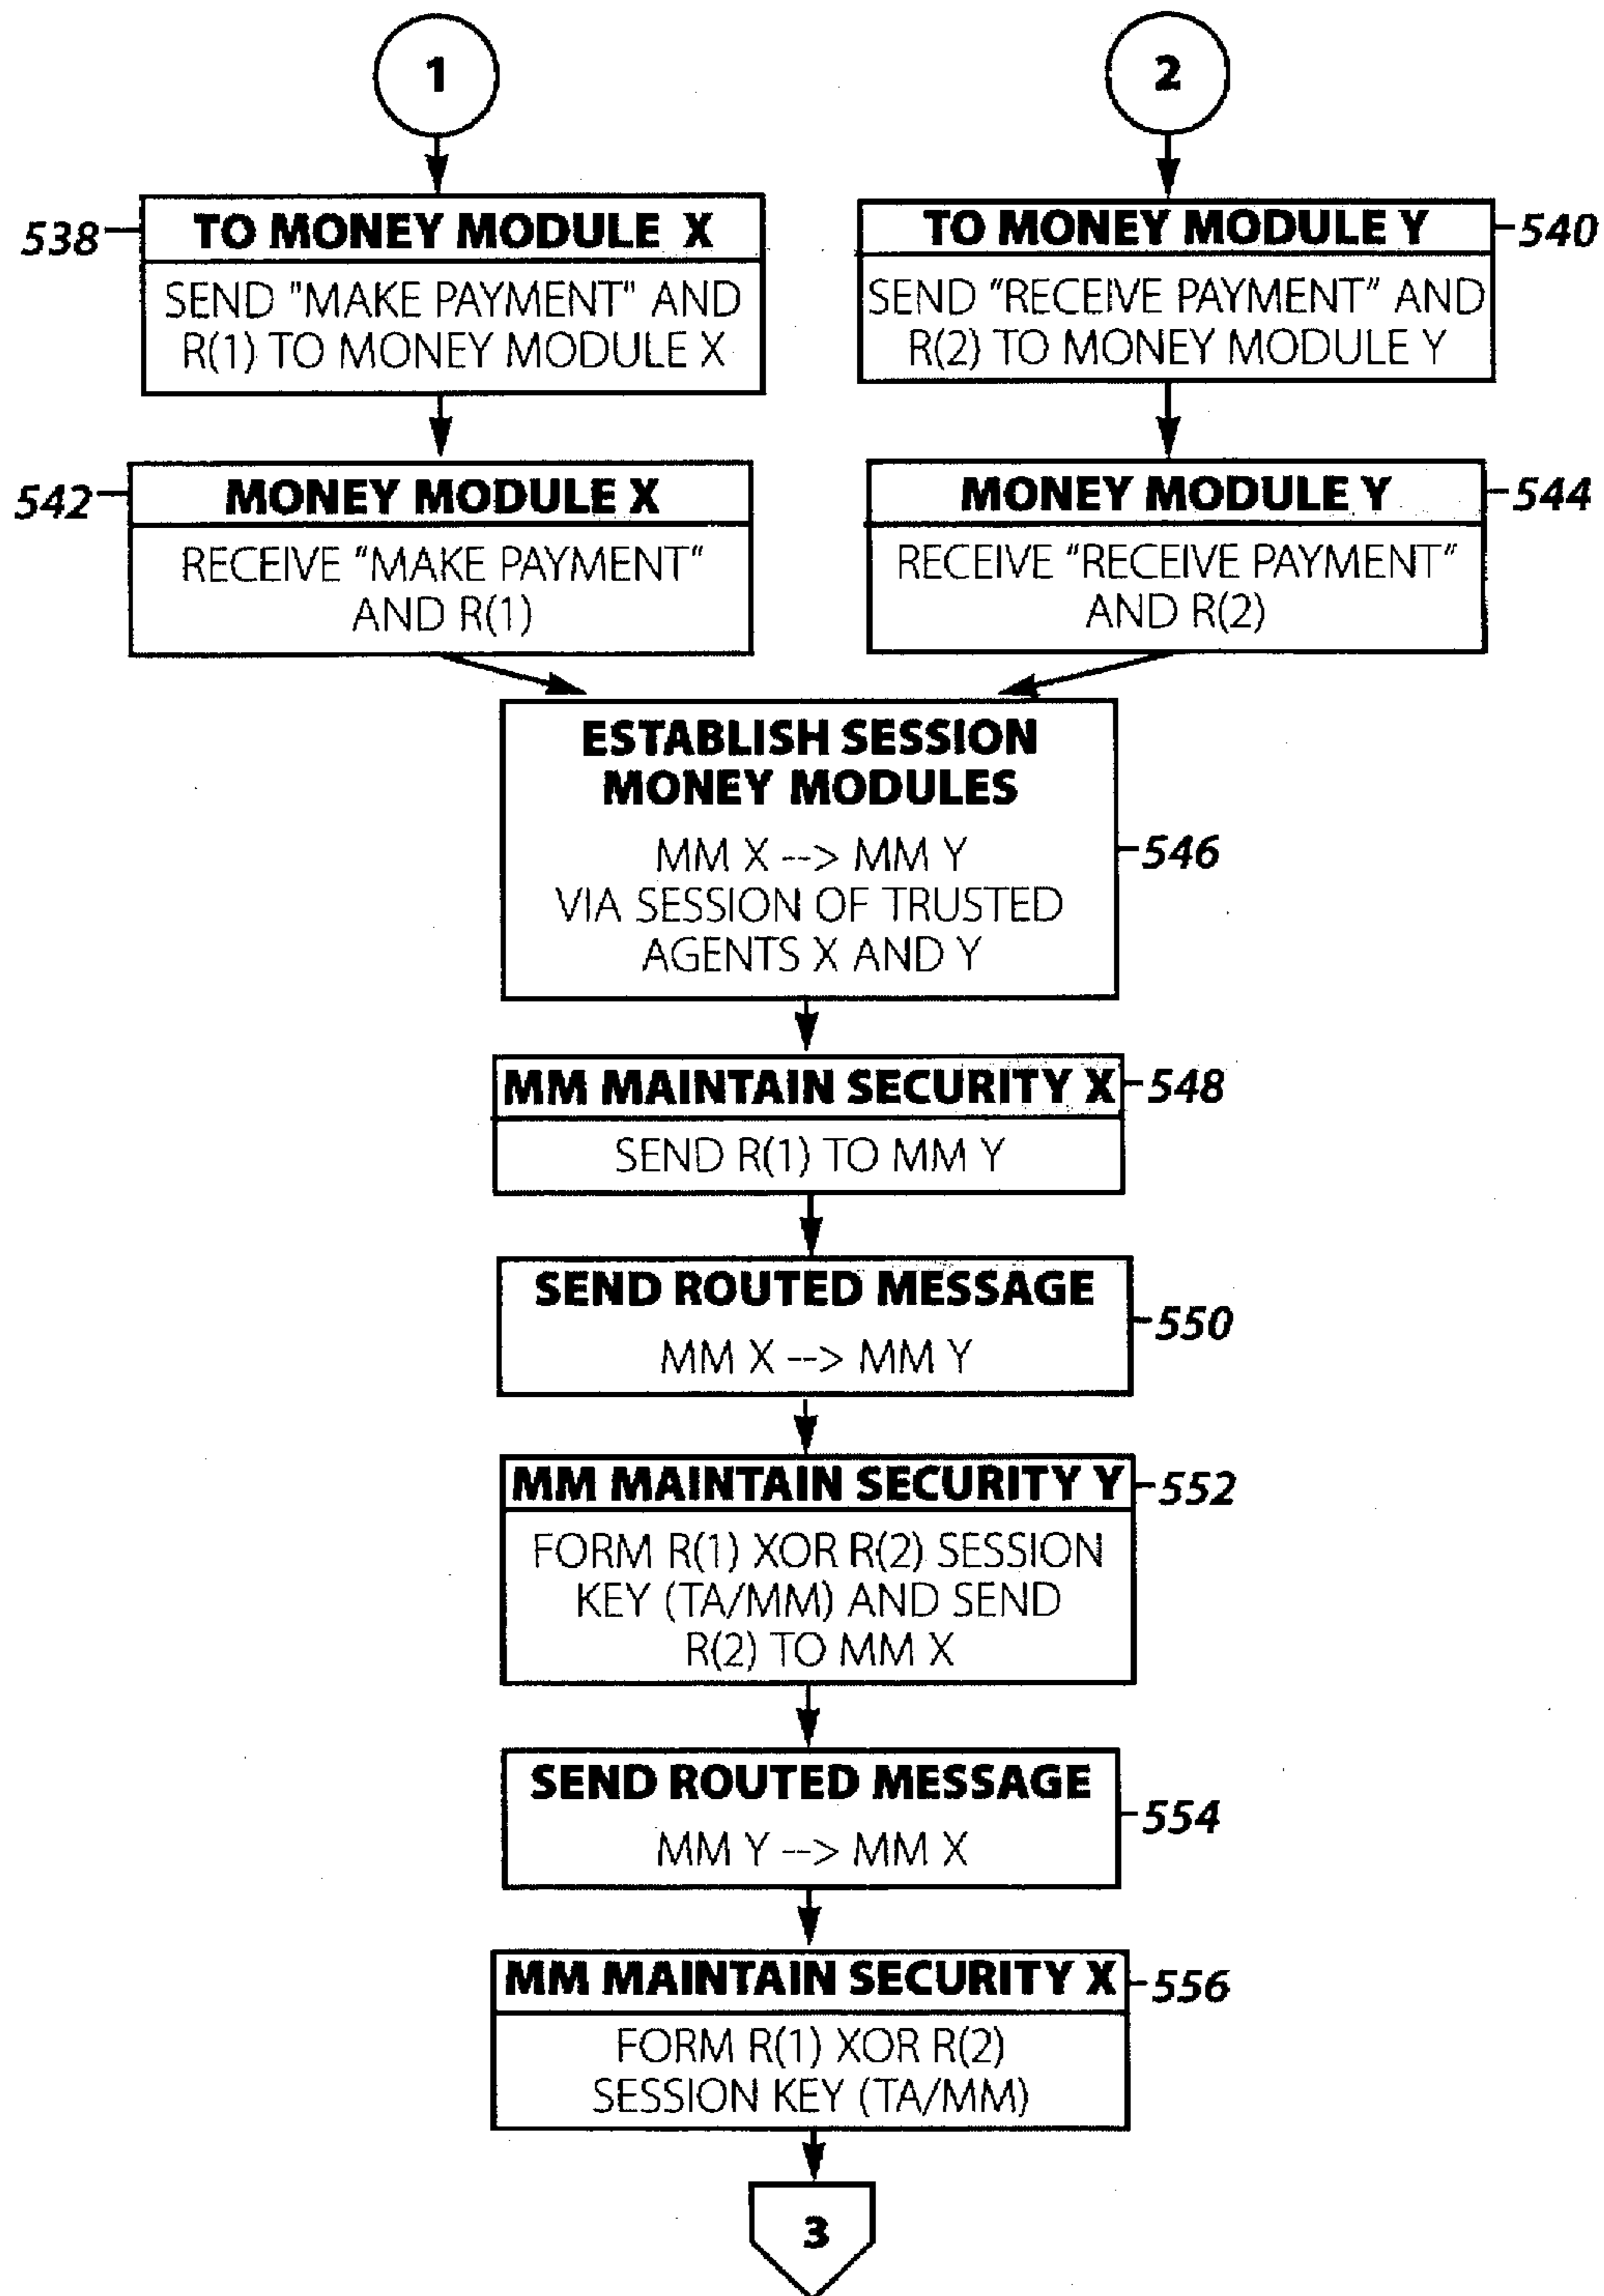 1
2
538
TO MONEY MODULE X
SEND "MAKE PAYMENT" AND
R(1) TO MONEY MODULE X
TO MONEY MODULE Y
540
SEND "RECEIVE PAYMENT" AND
R(2) TO MONEY MODULE Y
542
MONEY MODULE X
RECEIVE "MAKE PAYMENT"
AND R(1)
MONEY MODULE Y
544
RECEIVE "RECEIVE PAYMENT"
AND R(2)
ESTABLISH SESSION
MONEY MODULES
MM X --> MM Y
VIA SESSION OF TRUSTED
AGENTS X AND Y
546
MM MAINTAIN SECURITY X
548
SEND R(1) TO MM Y
SEND ROUTED MESSAGE
550
MM X --> MM Y
MM MAINTAIN SECURITY Y
552
FORM R(1) XOR R(2) SESSION
KEY (TA/MM) AND SEND
R(2) TO MM X
SEND ROUTED MESSAGE
554
MM Y --> MM X
MM MAINTAIN SECURITY X
556
FORM R(1) XOR R(2)
SESSION KEY (TA/MM)
3